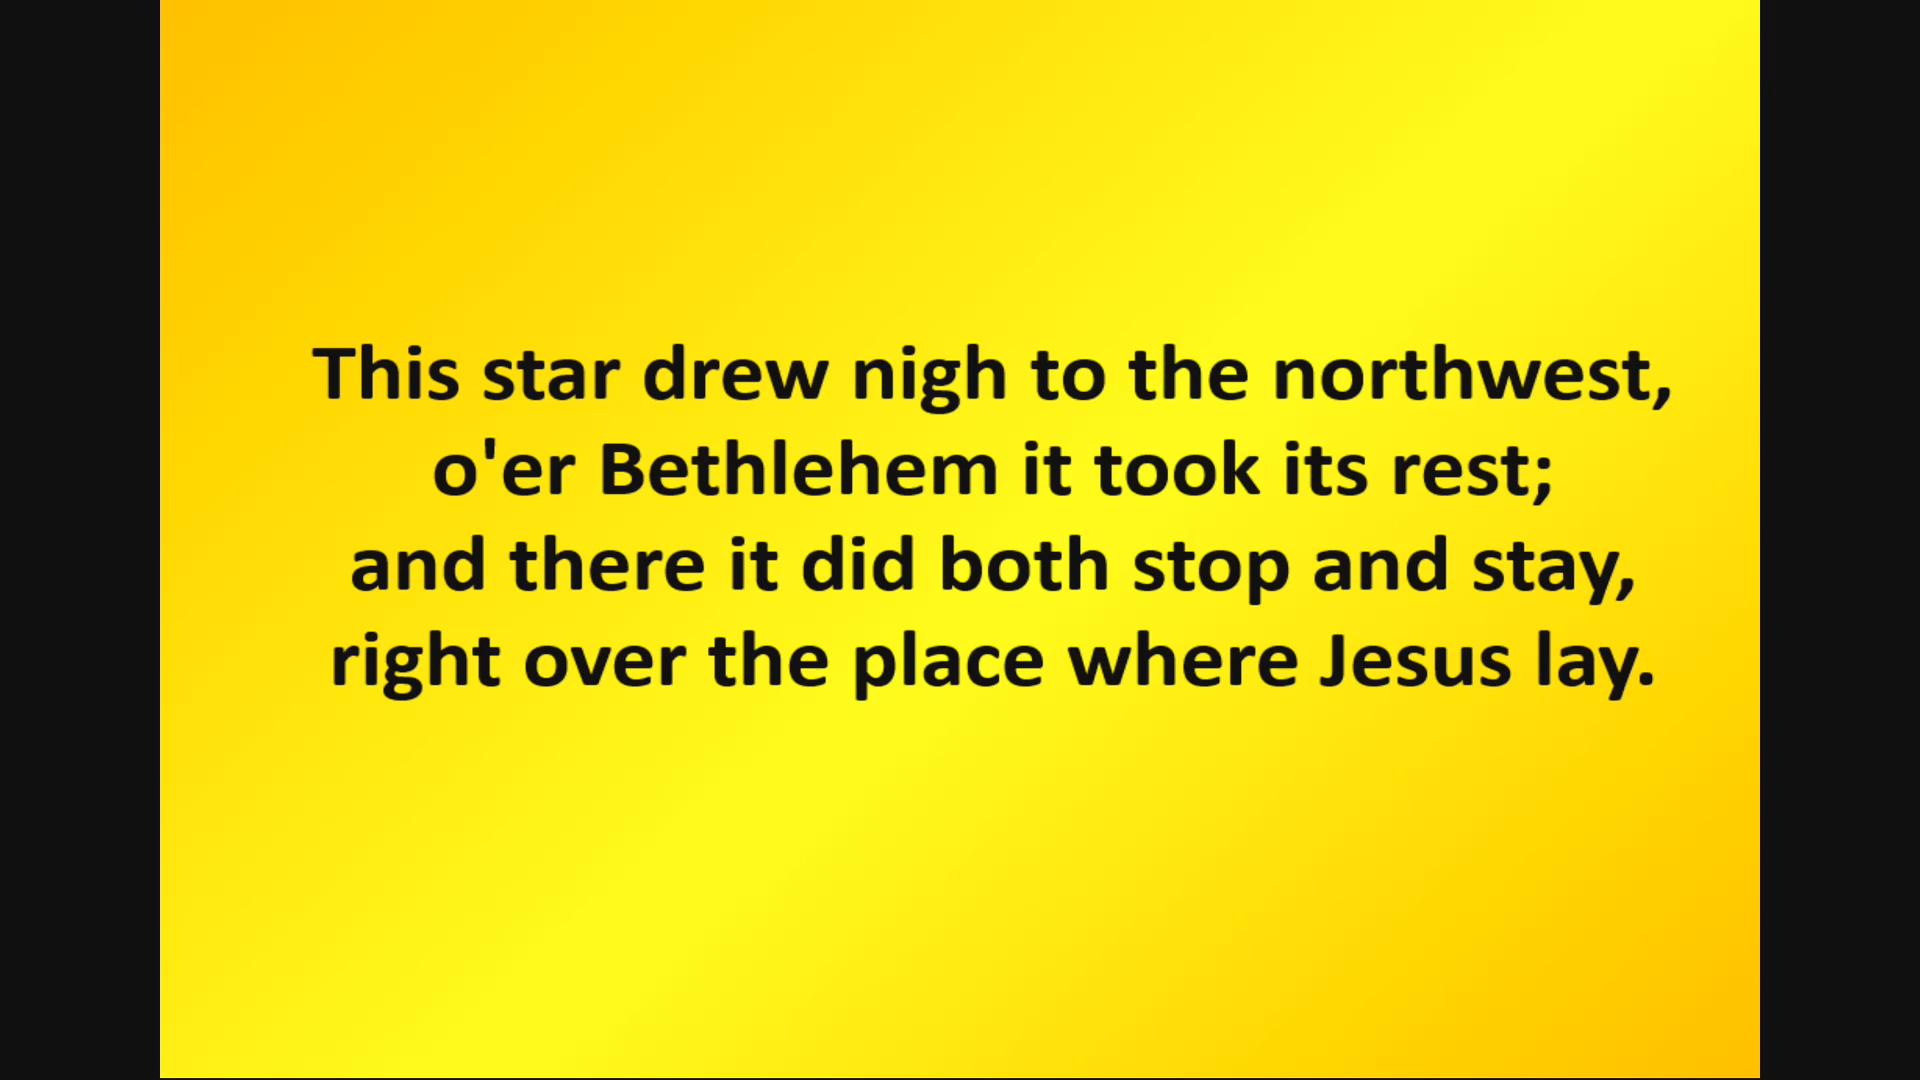 This star drew nigh to the northwest,
o'er Bethlehem it took its rest;
and there it did both stop and stay,
right over the place where Jesus lay.